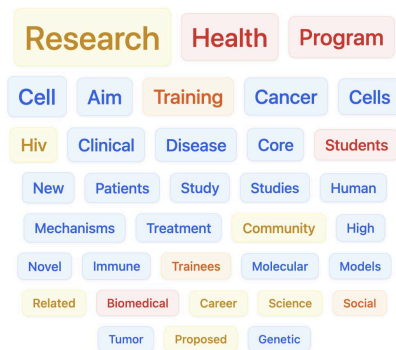 Research Health Program
Cell Aim Training Cancer Cells
Hiv Clinical Disease Core Students
New Patients Study Studies Human
Mechanisms Treatment Community High
Novel Immune Trainees Molecular Models
Related Biomedical Career Science Social
Tumor Proposed Genetic